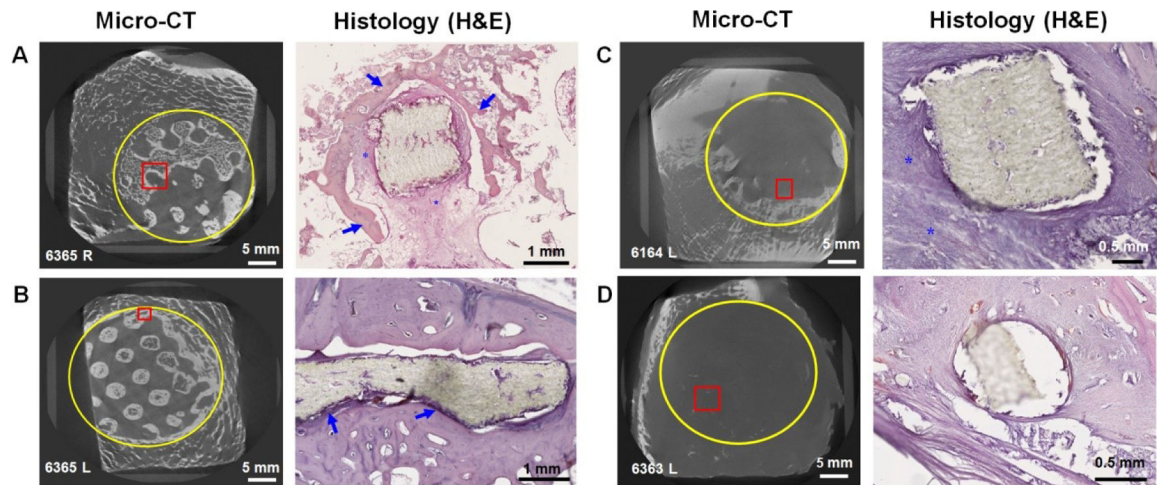 Micro-CT
Histology (H&E)
Micro-CT
Histology (H&E)
A
6365 R
5 mm
*
*
1 mm
C
6164 L
5 mm
*
*
0.5 mm
B
6365 L
5 mm
1 mm
D
6363 L
5 mm
0.5 mm